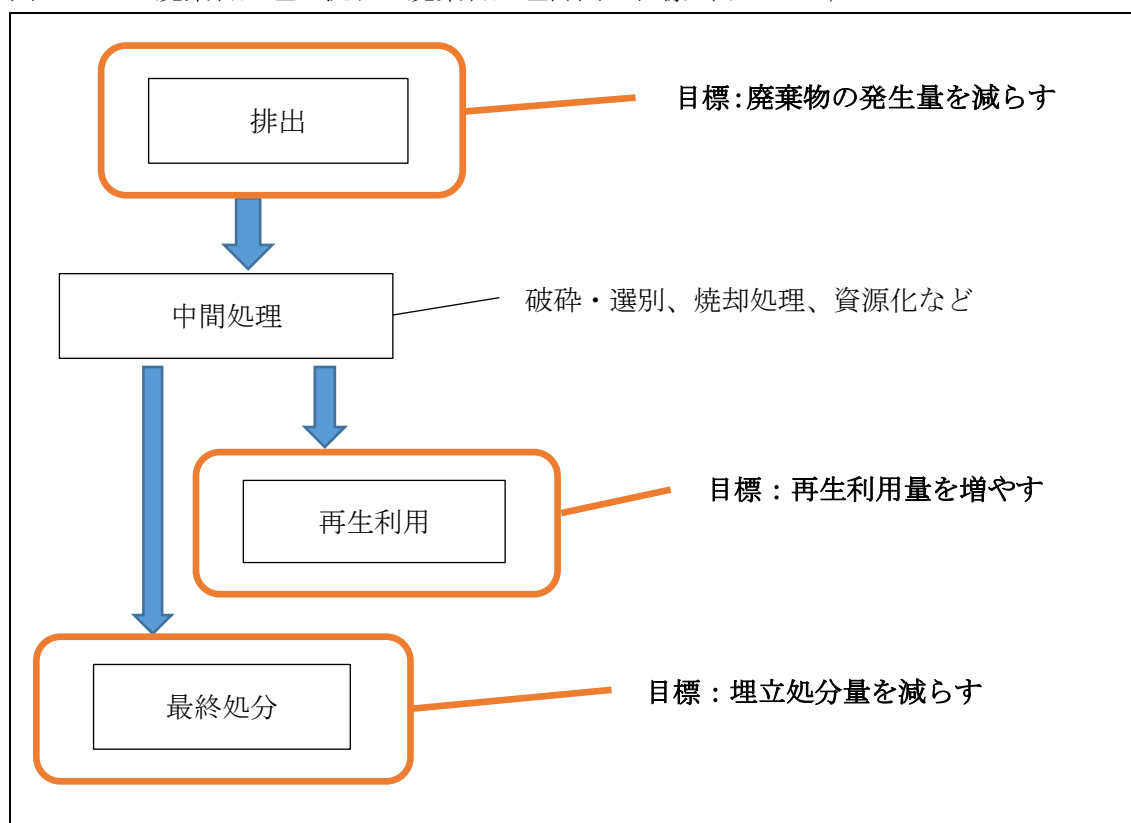 排出
目標:廃棄物の発生量を減らす
中間処理
破砕・選別、焼却処理、資源化など
再生利用
目標:再生利用量を増やす
最終処分
目標:埋立処分量を減らす